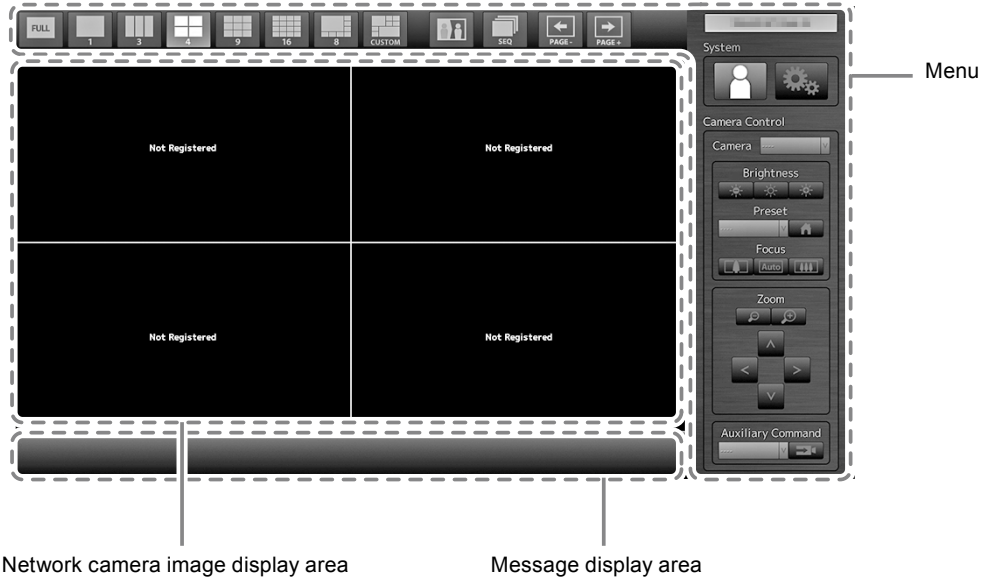 FULL
1
3
4
9
16
8
CUSTOM
SEQ
PAGE-
PAGE+
System
Menu
Camera Control
Camera ----
Brightness
Preset
----
Focus
Auto
Zoom
Auxiliary Command
----
Not Registered
Not Registered
Not Registered
Not Registered
Network camera image display area
Message display area